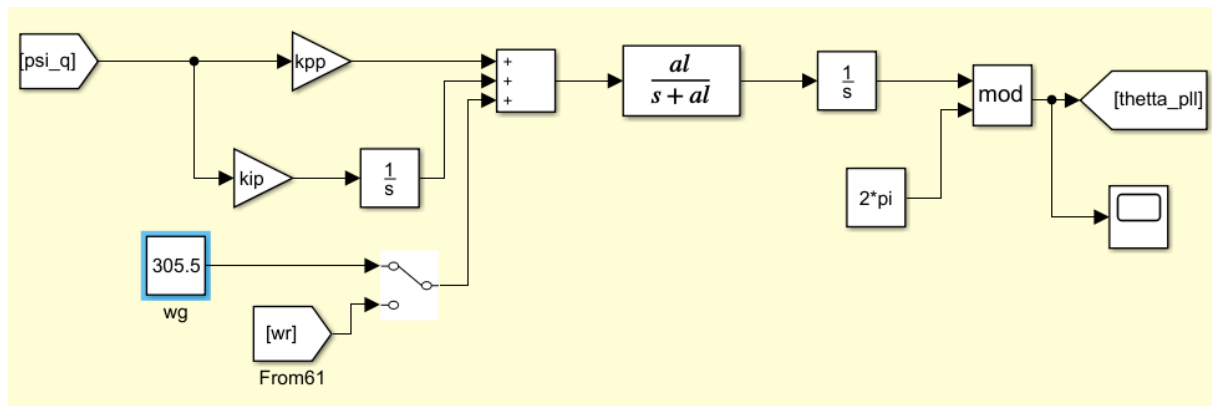 [psi_q]
kpp
+
+
+
al
s + al
1
s
mod
[thetta_pll]
kip
1
s
2*pi
305.5
wg
[wr]
From61